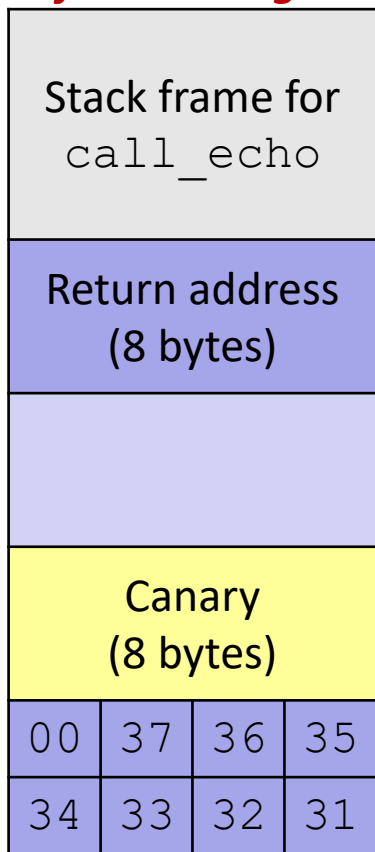 Stack frame for
call_echo
Return address
(8 bytes)
Canary
(8 bytes)
00 37 36 35
34 33 32 31